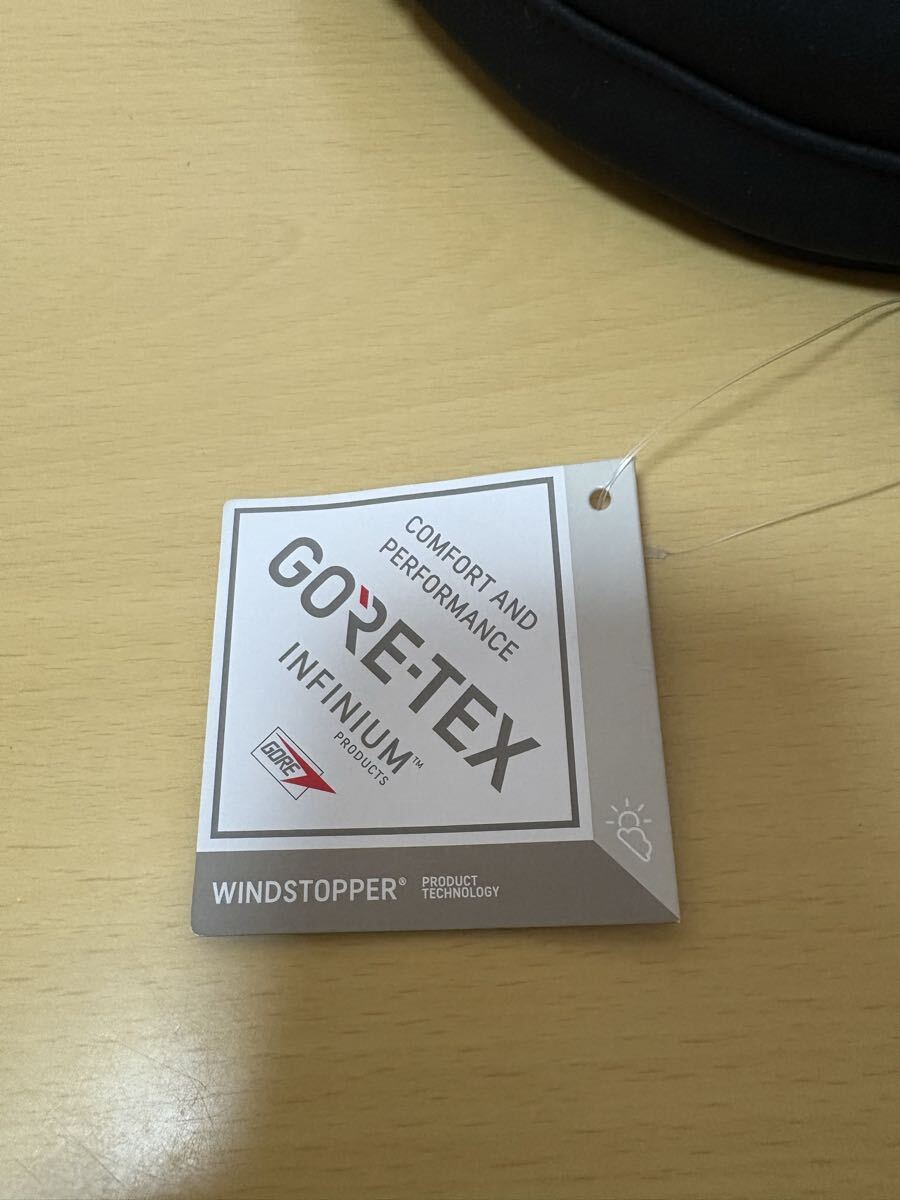 COMFORT AND
PERFORMANCE
GORE-TEX
INFINIUM™
PRODUCTS
GORE
WINDSTOPPER® PRODUCT
TECHNOLOGY